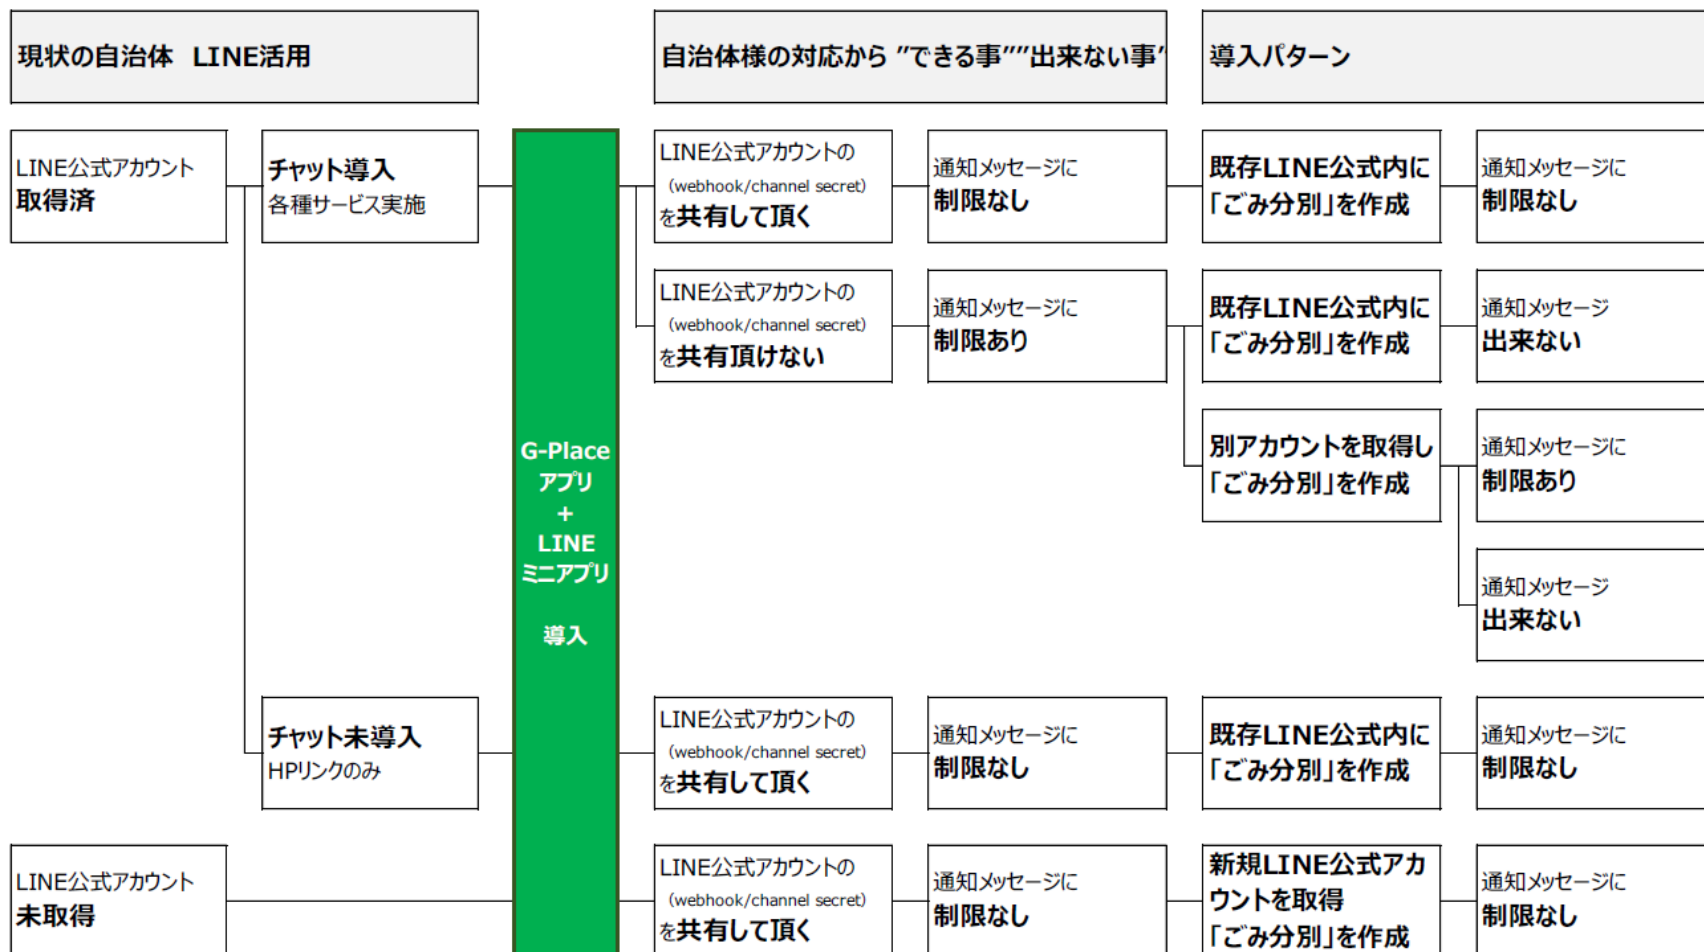 現状の自治体 LINE活用
自治体様の対応から ”できる事””出来ない事”
導入パターン
LINE公式アカウント
取得済
チャット導入
各種サービス実施
LINE公式アカウントの
（webhook/channel secret）
を共有して頂く
通知メッセージに
制限なし
既存LINE公式内に
「ごみ分別」を作成
通知メッセージに
制限なし
LINE公式アカウントの
（webhook/channel secret）
を共有頂けない
通知メッセージに
制限あり
既存LINE公式内に
「ごみ分別」を作成
通知メッセージ
出来ない
別アカウントを取得し
「ごみ分別」を作成
通知メッセージに
制限あり
通知メッセージ
出来ない
G-Place
アプリ
+
LINE
ミニアプリ
導入
チャット未導入
HPリンクのみ
LINE公式アカウントの
（webhook/channel secret）
を共有して頂く
通知メッセージに
制限なし
既存LINE公式内に
「ごみ分別」を作成
通知メッセージに
制限なし
LINE公式アカウント
未取得
LINE公式アカウントの
（webhook/channel secret）
を共有して頂く
通知メッセージに
制限なし
新規LINE公式アカ
ウントを取得
「ごみ分別」を作成
通知メッセージに
制限なし